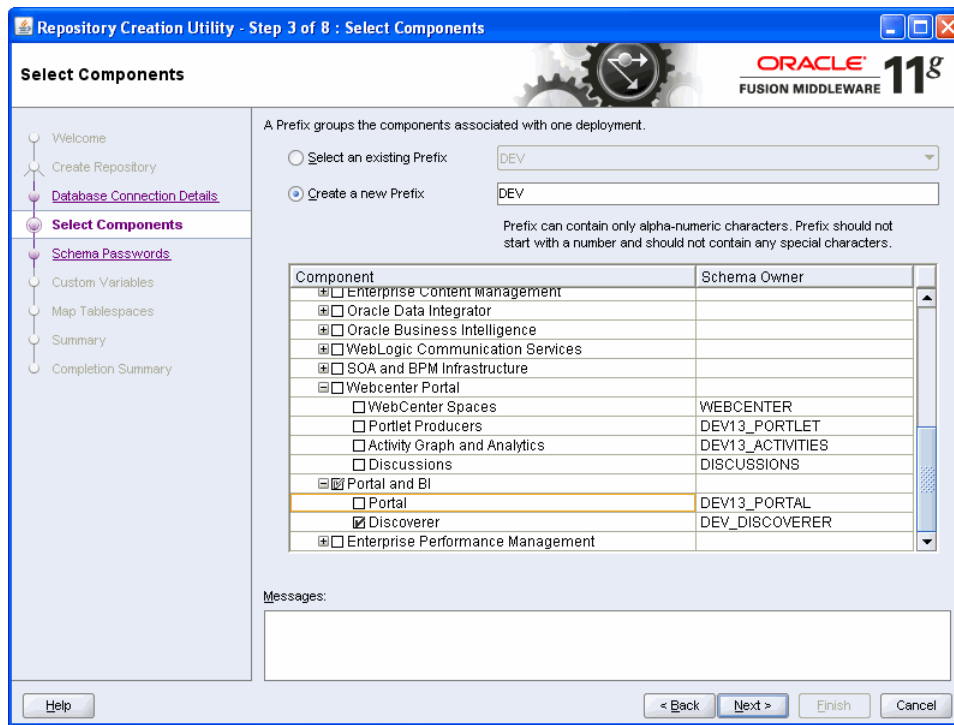 Repository Creation Utility - Step 3 of 8 : Select Components
Select Components
ORACLE 11g
FUSION MIDDLEWARE
Welcome
Create Repository
Database Connection Details
Select Components
Schema Passwords
Custom Variables
Map Tablespaces
Summary
Completion Summary
A Prefix groups the components associated with one deployment.
Select an existing Prefix DEV
Create a new Prefix DEV
Prefix can contain only alpha-numeric characters. Prefix should not
start with a number and should not contain any special characters.
Component Schema Owner
Enterprise Content Management
Oracle Data Integrator
Oracle Business Intelligence
WebLogic Communication Services
SOA and BPM Infrastructure
Webcenter Portal
WebCenter Spaces WEBCENTER
Portlet Producers DEV13_PORTLET
Activity Graph and Analytics DEV13_ACTIVITIES
Discussions DISCUSSIONS
Portal and BI
Portal DEV13_PORTAL
Discoverer DEV_DISCOVERER
Enterprise Performance Management
Messages:
Help < Back Next > Finish Cancel